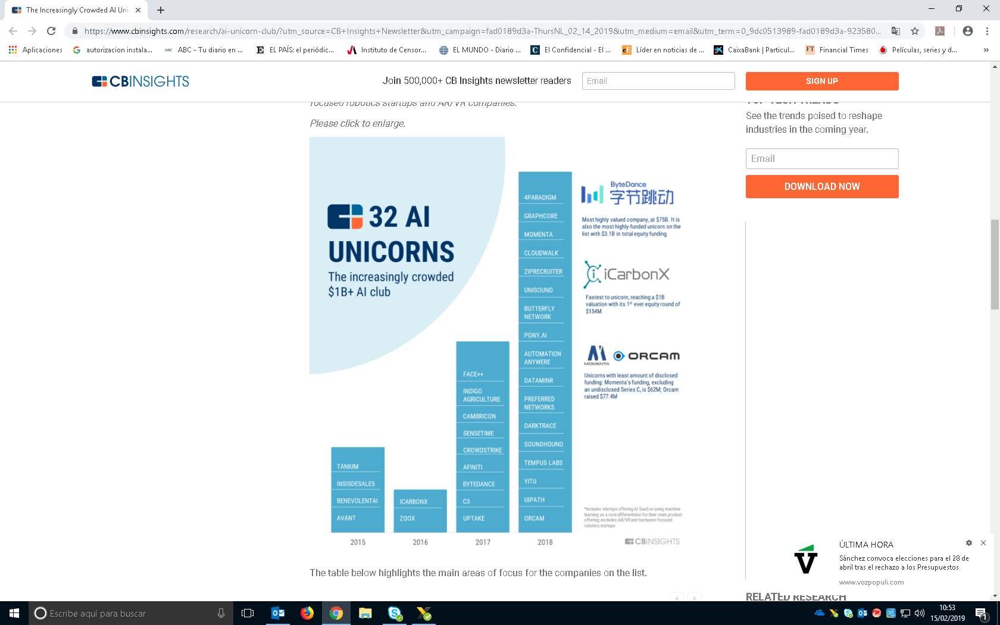 The Increasingly Crowded AI Uni
https://www.cbinsights.com/research/ai-unicorn-club/?utm_source=CB+Insights+Newsletter&utm_campaign=fad0189d3a-ThursNL_02_14_2019&utm_medium=email&utm_term=0_9dc0513989-fad0189d3a-923580...
Aplicaciones
autorizacion instala...
ABC - Tu diario en ...
EL PAÍS: el periódic...
Instituto de Censor...
EL MUNDO - Diario ...
El Confidencial - El ...
Líder en noticias de ...
CaixaBank | Particul...
Financial Times
Películas, series y d...
CBINSIGHTS
Join 500,000+ CB Insights newsletter readers
Email
SIGN UP
focused robotics startups and AR/VR companies.
Please click to enlarge.
TOP TECH TRENDS
See the trends poised to reshape
industries in the coming year.
Email
DOWNLOAD NOW
32 AI
UNICORNS
The increasingly crowded
$1B+ AI club
TANIUM
INSISDESALES
BENEVOLENTAI
AVANT
2015
ICARBONX
ZOOX
2016
FACE++
INDIGO
AGRICULTURE
CAMBRICON
SENSETIME
CROWDSTRIKE
AFINITI
BYTEDANCE
C3
UPTAKE
2017
4PARADIGM
GRAPHCORE
MOMENTA
CLOUDWALK
ZIPRECRUITER
UNISOUND
BUTTERFLY
NETWORK
PONY.AI
AUTOMATION
ANYWERE
DATAMINR
PREFERRED
NETWORKS
DARKTRACE
SOUNDHOUND
TEMPUS LABS
YITU
UIPATH
ORCAM
2018
ByteDance
字节跳动
Most highly valued company, at $75B. It is
also the most highly-funded unicorn on the
list with $3.1B in total equity funding
iCarbonX
Fastest to unicorn, reaching a $1B
valuation with its 1st ever equity round of
$154M
MOMENTA
ORCAM
Unicorns with least amount of disclosed
funding: Momenta's funding, excluding
an undisclosed Series C, is $62M; Orcam
raised $77.4M
*Includes startups offering AI-SaaS or using machine
learning as a core differentiator for their main product
offering; excludes AR/VR and hardware-focused
robotics startups
CBINSIGHTS
The table below highlights the main areas of focus for the companies on the list.
ÚLTIMA HORA
Sánchez convoca elecciones para el 28 de
abril tras el rechazo a los Presupuestos
www.vozpopuli.com
RELATED RESEARCH
Escribe aquí para buscar
10:53
15/02/2019
1